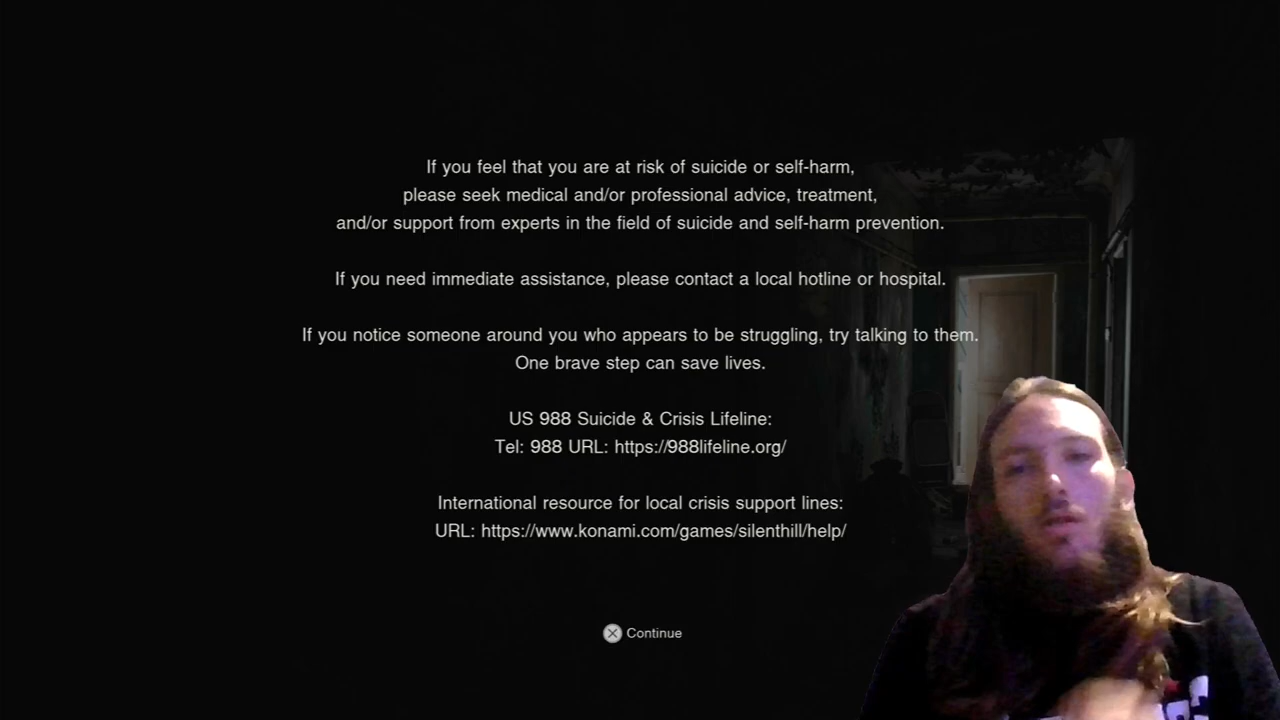 If you feel that you are at risk of suicide or self-harm,
please seek medical and/or professional advice, treatment,
and/or support from experts in the field of suicide and self-harm prevention.
If you need immediate assistance, please contact a local hotline or hospital.
If you notice someone around you who appears to be struggling, try talking to them.
One brave step can save lives.
US 988 Suicide & Crisis Lifeline:
Tel: 988 URL: https://988lifeline.org/
International resource for local crisis support lines:
URL: https://www.konami.com/games/silenthill/help/
Continue